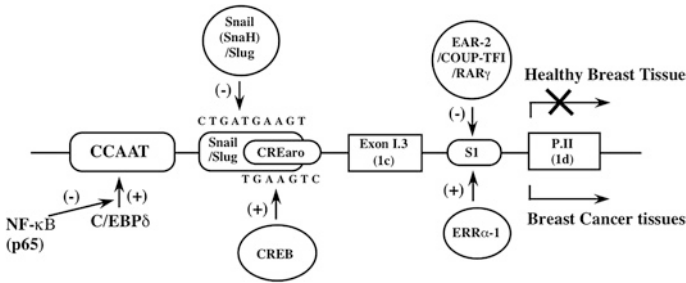 Snail
(SnaH)
/Slug
EAR-2
/COUP-TFI
/RARγ
Healthy Breast Tissue
(-)
(-)
CTGATGAAGT
CCAAT
Snail
/Slug
CREaro
Exon I.3
(1c)
S1
P.II
(1d)
TGAAGTC
(-)
(+)
(+)
(+)
NF-κB
(p65)
C/EBPδ
CREB
ERRα-1
Breast Cancer tissues